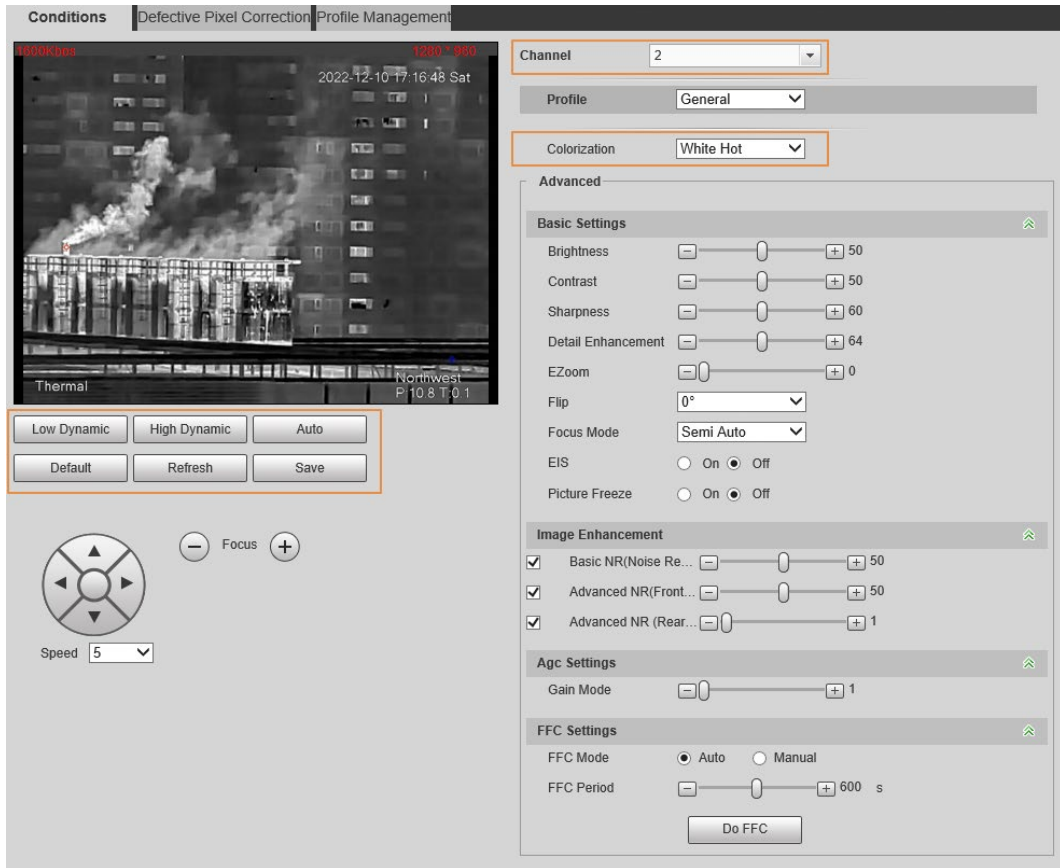 Conditions
Defective Pixel Correction
Profile Management
1600Kbps
1280*960
2022-12-10 17:16:48 Sat
Thermal
Northwest
P:10.8 T:0.1
Low Dynamic
High Dynamic
Auto
Default
Refresh
Save
Focus
Speed 5
Channel 2
Profile General
Colorization White Hot
Advanced
Basic Settings
Brightness 50
Contrast 50
Sharpness 60
Detail Enhancement 64
EZoom 0
Flip 0°
Focus Mode Semi Auto
EIS On Off
Picture Freeze On Off
Image Enhancement
Basic NR(Noise Re... 50
Advanced NR(Front... 50
Advanced NR (Rear... 1
Agc Settings
Gain Mode 1
FFC Settings
FFC Mode Auto Manual
FFC Period 600 s
Do FFC